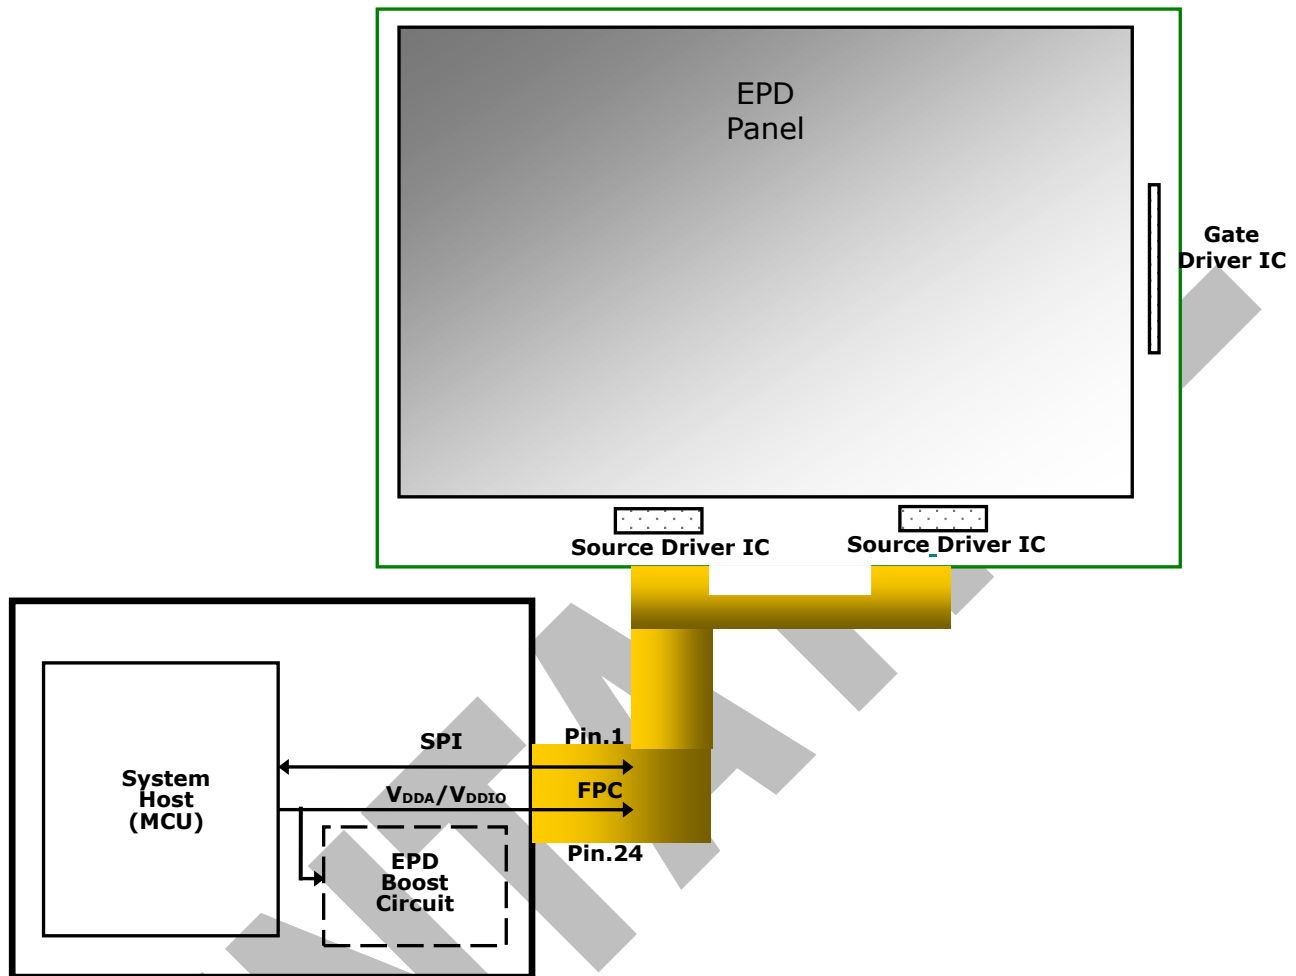 EPD
Panel
Gate
Driver IC
Source Driver IC
Source Driver IC
SPI
Pin.1
System
Host
(MCU)
VDDA/VDDIO
FPC
Pin.24
EPD
Boost
Circuit